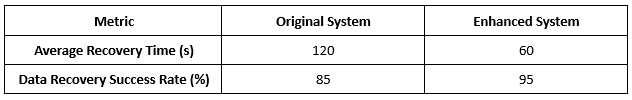 Metric Original System Enhanced System
Average Recovery Time (s) 120 60
Data Recovery Success Rate (%) 85 95